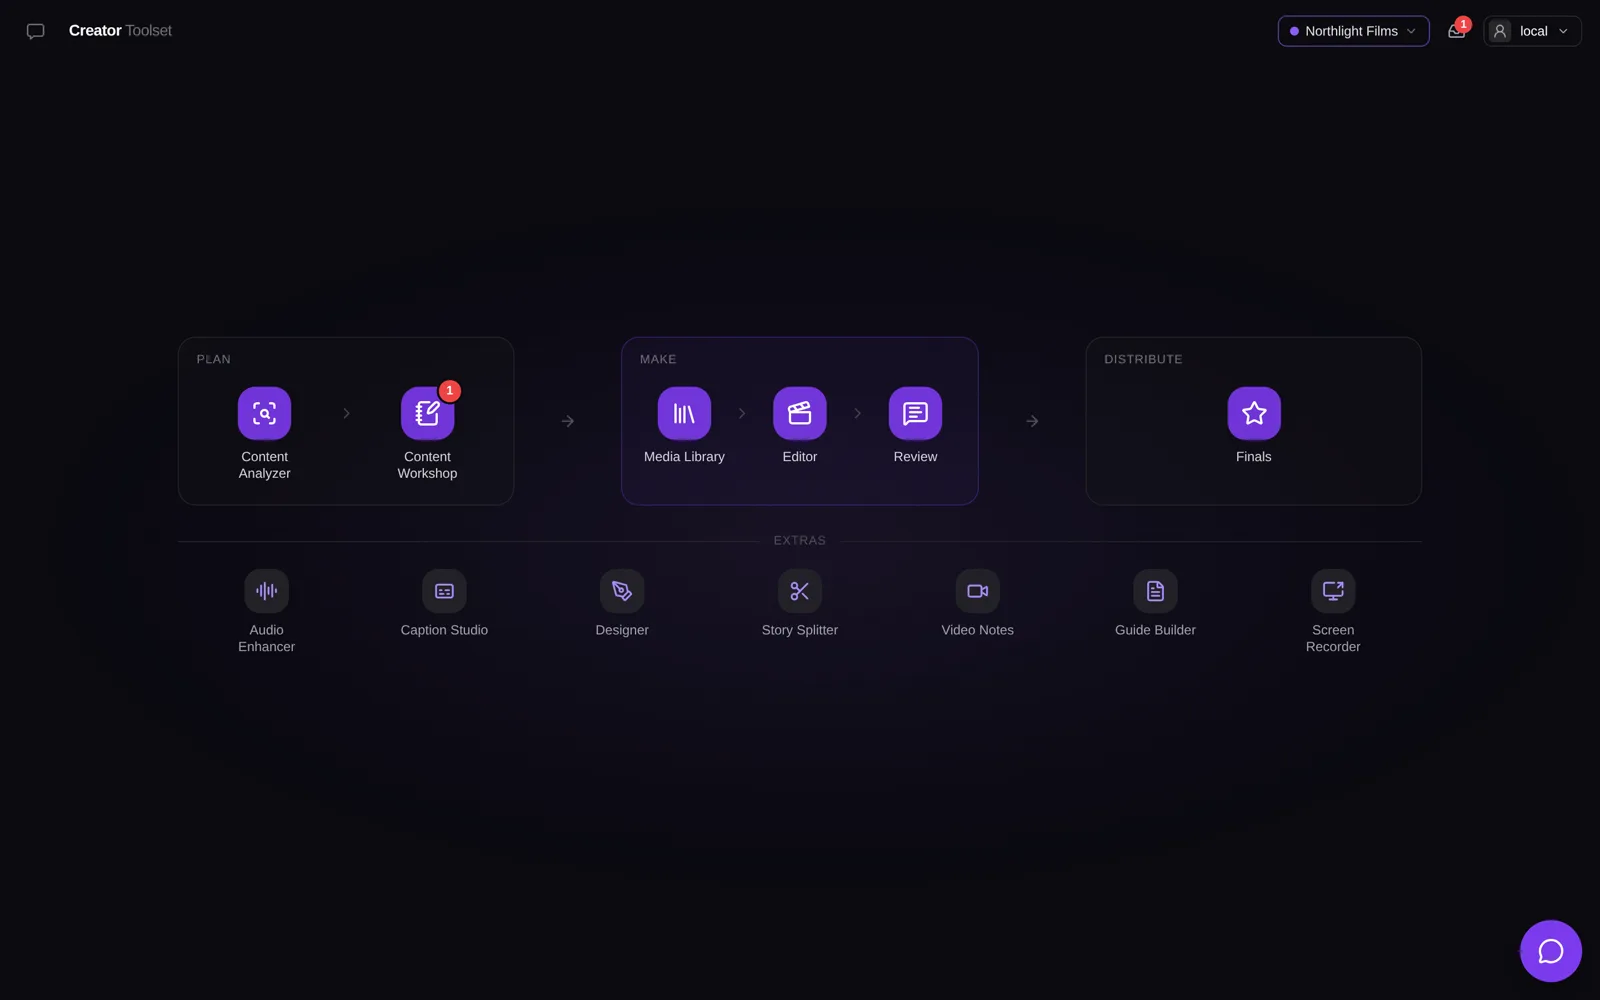 Creator Toolset
Northlight Films
1
local
PLAN
1
Content
Analyzer
Content
Workshop
MAKE
Media Library
Editor
Review
DISTRIBUTE
Finals
EXTRAS
Audio
Enhancer
Caption Studio
Designer
Story Splitter
Video Notes
Guide Builder
Screen
Recorder